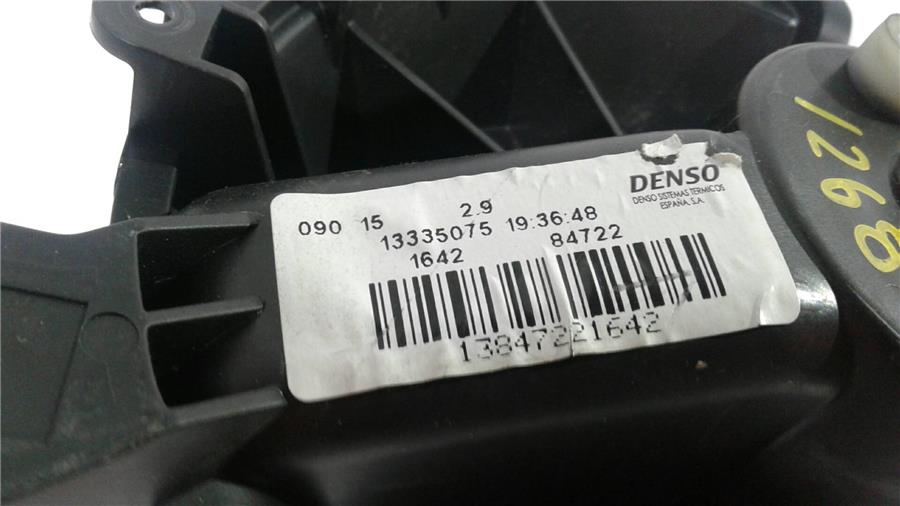 DENSO
DENSO SISTEMAS TERMICOS
ESPAÑA, S.A.
090 15 2.9
13335075 19:36:48
1642 84722
13847221642
1268